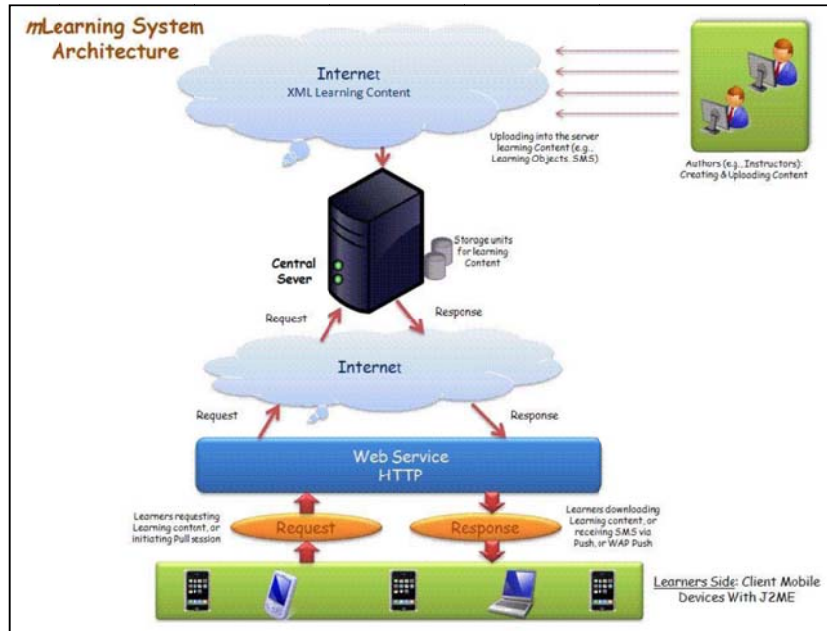 mLearning System
Architecture
Internet
XML Learning Content
Uploading into the server
learning Content (e.g.,
Learning Objects. SMS)
Authors (e.g., Instructors):
Creating & Uploading Content
Storage units
for learning
Content
Central
Sever
Request
Response
Internet
Request
Response
Web Service
HTTP
Learners requesting
Learning content, or
initiating Pull session
Request
Response
Learners downloading
Learning content, or
receiving SMS via
Push, or WAP Push
Learners Side: Client Mobile
Devices With J2ME